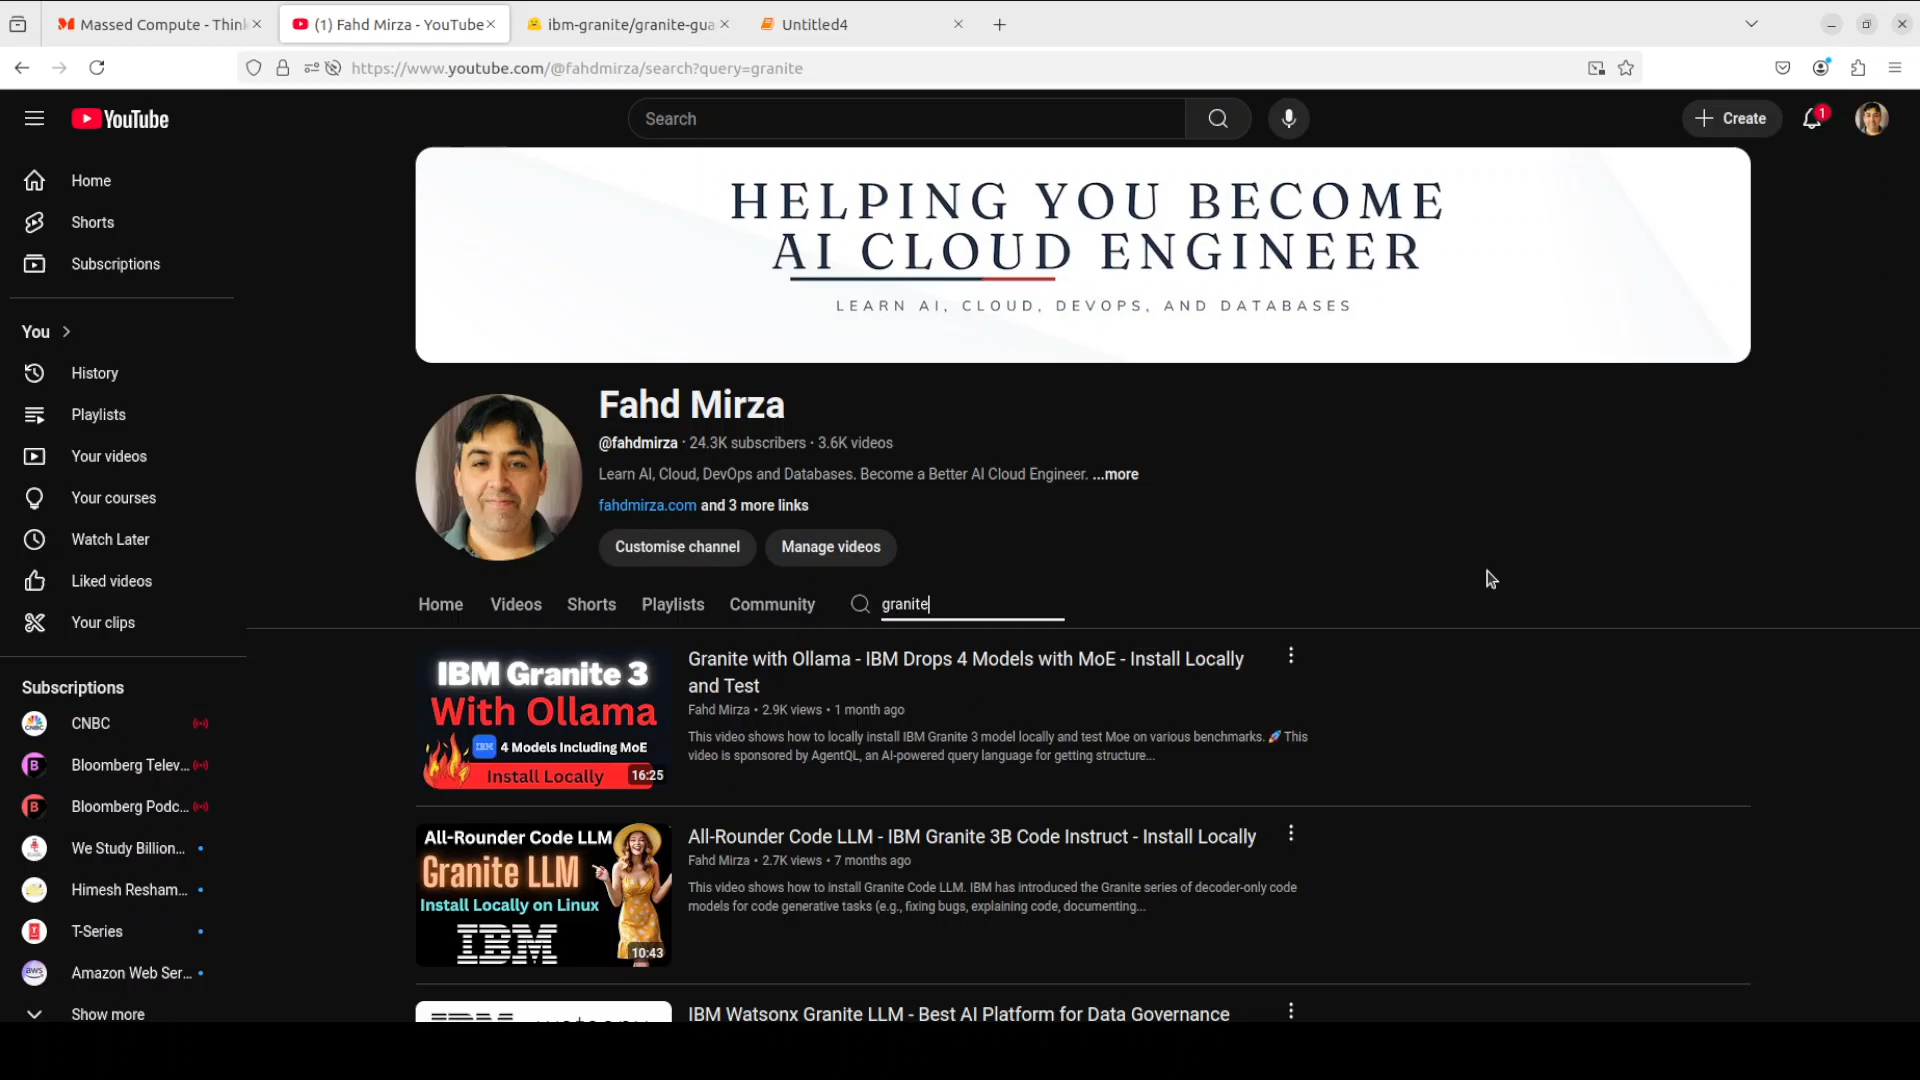 Massed Compute - Think
(1) Fahd Mirza - YouTube
ibm-granite/granite-gua
Untitled4
https://www.youtube.com/@fahdmirza/search?query=granite
YouTube
Search
Create
1
Home
Shorts
Subscriptions
You
History
Playlists
Your videos
Your courses
Watch Later
Liked videos
Your clips
Subscriptions
CNBC
Bloomberg Telev...
Bloomberg Podc...
We Study Billion...
Himesh Resham...
T-Series
Amazon Web Ser...
Show more
HELPING YOU BECOME
AI CLOUD ENGINEER
LEARN AI, CLOUD, DEVOPS, AND DATABASES
Fahd Mirza
@fahdmirza · 24.3K subscribers · 3.6K videos
Learn AI, Cloud, DevOps and Databases. Become a Better AI Cloud Engineer. ...more
fahdmirza.com and 3 more links
Customise channel
Manage videos
Home Videos Shorts Playlists Community granite
IBM Granite 3
With Ollama
IBM 4 Models Including MoE
Install Locally
16:25
Granite with Ollama - IBM Drops 4 Models with MoE - Install Locally
and Test
Fahd Mirza • 2.9K views • 1 month ago
This video shows how to locally install IBM Granite 3 model locally and test Moe on various benchmarks. 🚀 This
video is sponsored by AgentQL, an AI-powered query language for getting structure...
All-Rounder Code LLM
Granite LLM
Install Locally on Linux
IBM
10:43
All-Rounder Code LLM - IBM Granite 3B Code Instruct - Install Locally
Fahd Mirza • 2.7K views • 7 months ago
This video shows how to install Granite Code LLM. IBM has introduced the Granite series of decoder-only code
models for code generative tasks (e.g., fixing bugs, explaining code, documenting...
IBM Watsonx Granite LLM - Best AI Platform for Data Governance